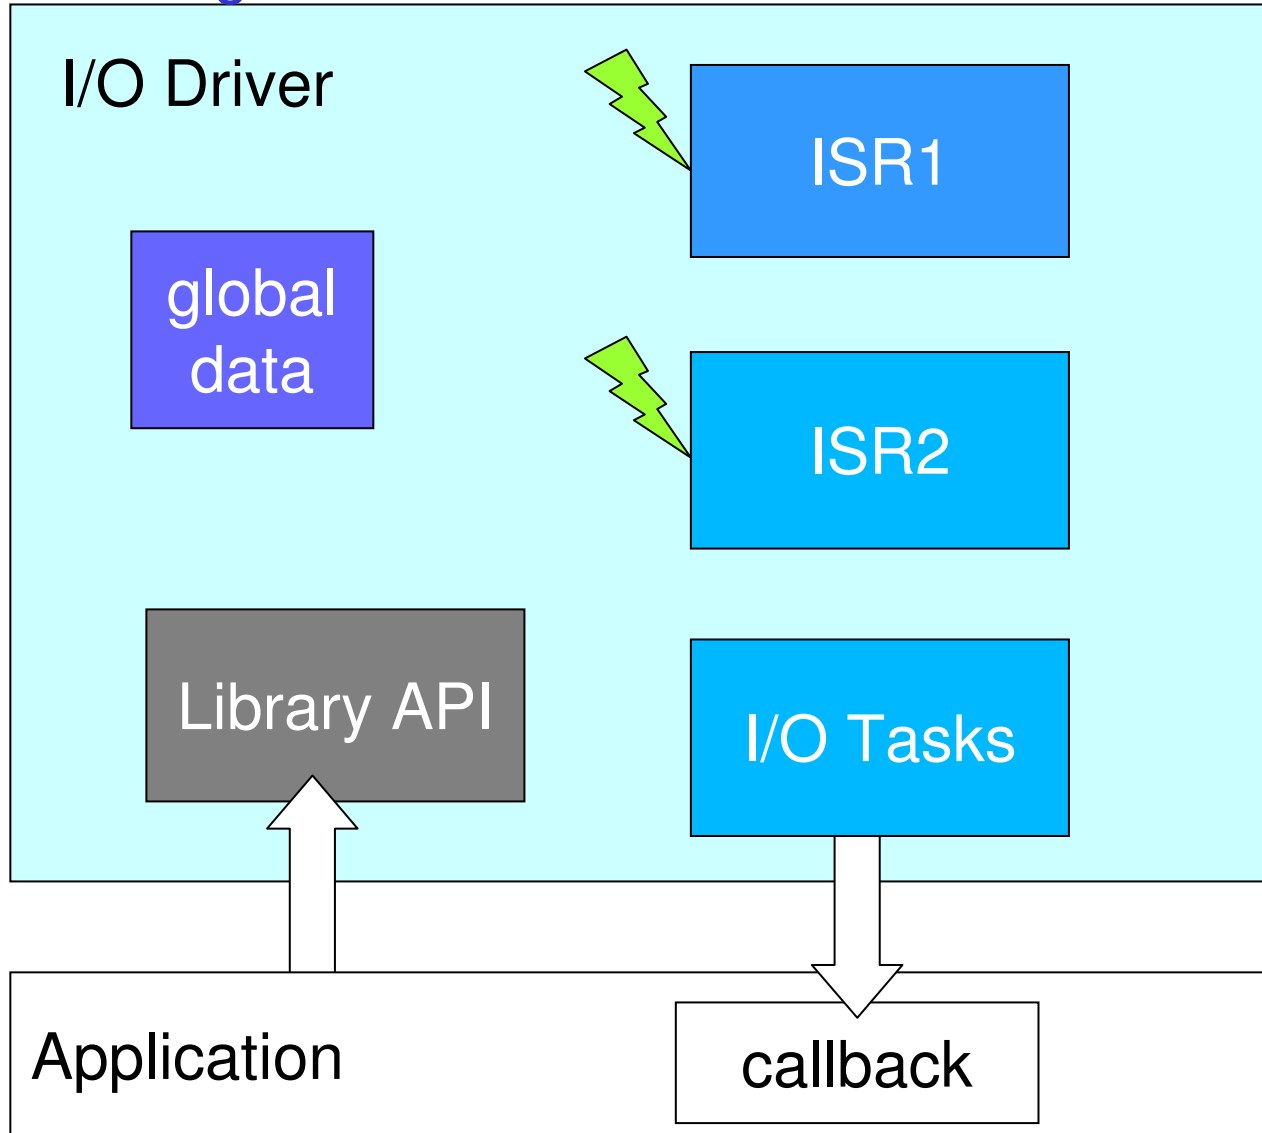 I/O Driver
ISR1
global
data
ISR2
Library API
I/O Tasks
Application
callback